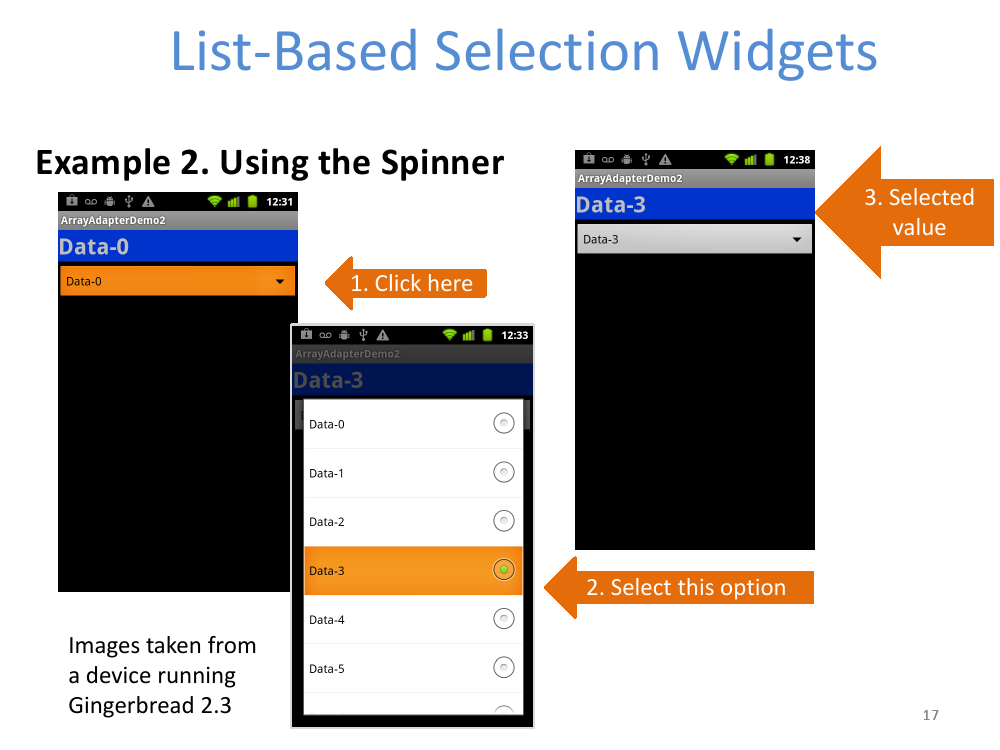 List-Based Selection Widgets
Example 2. Using the Spinner
12:31
ArrayAdapterDemo2
Data-0
Data-0
1. Click here
12:33
ArrayAdapterDemo2
Data-3
Data-0
Data-1
Data-2
Data-3
Data-4
Data-5
2. Select this option
12:38
ArrayAdapterDemo2
Data-3
Data-3
3. Selected
value
Images taken from
a device running
Gingerbread 2.3
17